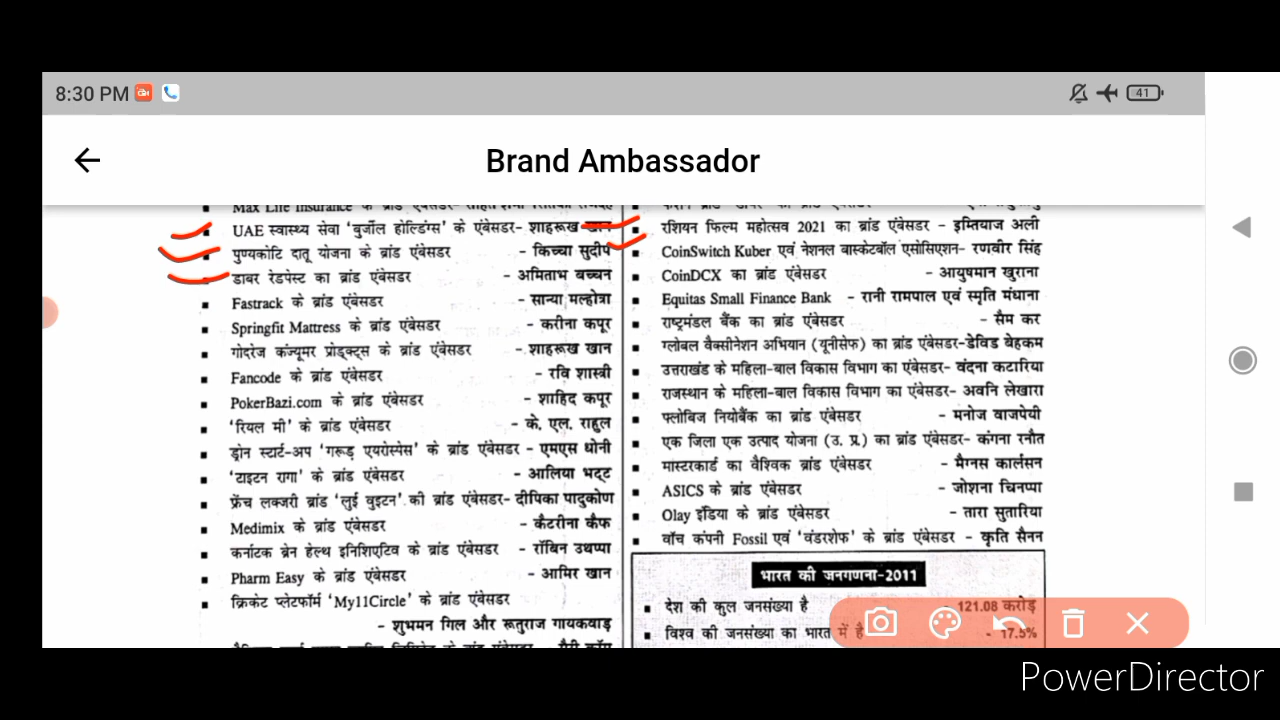 8:30 PM
41
Brand Ambassador
Max Life Insurance के ब्रांड एंबेसडर-
UAE स्वास्थ्य सेवा 'बुर्जील होल्डिंग्स' के एंबेसडर- शाहरूख खान
पुण्यकोटि दातू योजना के ब्रांड एंबेसडर - किच्चा सुदीप
डाबर रेडपेस्ट का ब्रांड एंबेसडर - अमिताभ बच्चन
Fastrack के ब्रांड एंबेसडर - सान्या मल्होत्रा
Springfit Mattress के ब्रांड एंबेसडर - करीना कपूर
गोदरेज कंज्यूमर प्रोड्क्ट्स के ब्रांड एंबेसडर - शाहरूख खान
Fancode के ब्रांड एंबेसडर - रवि शास्त्री
PokerBazi.com के ब्रांड एंबेसडर - शाहिद कपूर
'रियल मी' के ब्रांड एंबेसडर - के. एल. राहुल
ड्रोन स्टार्ट-अप 'गरूड़ एयरोस्पेस' के ब्रांड एंबेसडर - एमएस धोनी
'टाइटन रागा' के ब्रांड एंबेसडर - आलिया भट्ट
फ्रेंच लक्जरी ब्रांड 'लुई वुइटन' की ब्रांड एंबेसडर- दीपिका पादुकोण
Medimix के ब्रांड एंबेसडर - कैटरीना कैफ
कर्नाटक ब्रेन हेल्थ इनिशिएटिव के ब्रांड एंबेसडर - रॉबिन उथप्पा
Pharm Easy के ब्रांड एंबेसडर - आमिर खान
क्रिकेट प्लेटफॉर्म 'My11Circle' के ब्रांड एंबेसडर
- शुभमन गिल और रूतुराज गायकवाड़
रशियन फिल्म महोत्सव 2021 का ब्रांड एंबेसडर - इम्तियाज अली
CoinSwitch Kuber एवं नेशनल बास्केटबॉल एसोसिएशन- रणवीर सिंह
CoinDCX का ब्रांड एंबेसडर - आयुषमान खुराना
Equitas Small Finance Bank - रानी रामपाल एवं स्मृति मंधाना
राष्ट्रमंडल बैंक का ब्रांड एंबेसडर - सैम कर
ग्लोबल वैक्सीनेशन अभियान (यूनीसेफ) का ब्रांड एंबेसडर-डेविड बेहकम
उत्तराखंड के महिला-बाल विकास विभाग का एंबेसडर- वंदना कटारिया
राजस्थान के महिला-बाल विकास विभाग का एंबेसडर- अवनि लेखारा
फ्लोबिज नियोबैंक का ब्रांड एंबेसडर - मनोज वाजपेयी
एक जिला एक उत्पाद योजना (उ. प्र.) का ब्रांड एंबेसडर- कंगना रनौत
मास्टरकार्ड का वैश्विक ब्रांड एंबेसडर - मैग्नस कार्लसन
ASICS के ब्रांड एंबेसडर - जोशना चिनप्पा
Olay इंडिया के ब्रांड एंबेसडर - तारा सुतारिया
वॉच कंपनी Fossil एवं 'वंडरशेफ' के ब्रांड एंबेसडर - कृति सैनन
भारत की जनगणना-2011
देश की कुल जनसंख्या है - 121.08 करोड़
विश्व की जनसंख्या का भारत में है - 17.5%
PowerDirector